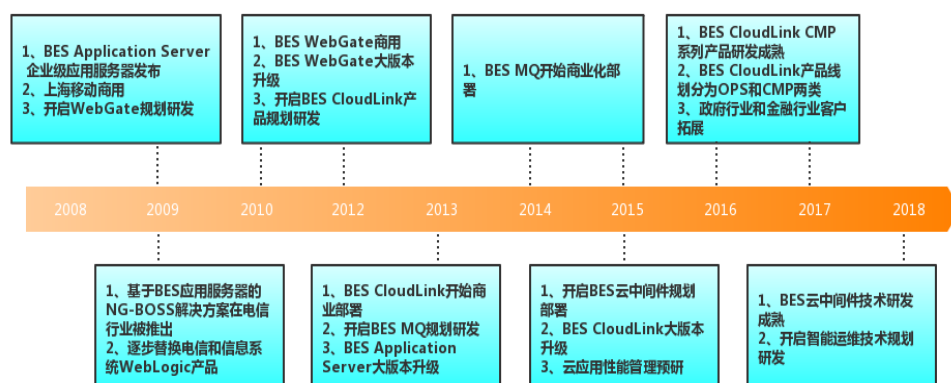 1、BES Application Server
企业级应用服务器发布
2、上海移动商用
3、开启WebGate规划研发
1、BES WebGate商用
2、BES WebGate大版本
升级
3、开启BES CloudLink产
品规划研发
1、BES MQ开始商业化部
署
1、BES CloudLink CMP
系列产品研发成熟
2、BES CloudLink产品线
划分为OPS和CMP两类
3、政府行业和金融行业客户
拓展
2008 2009 2010 2012 2013 2014 2015 2016 2017 2018
1、基于BES应用服务器的
NG-BOSS解决方案在电信
行业被推出
2、逐步替换电信和信息系
统WebLogic产品
1、BES CloudLink开始商
业部署
2、开启BES MQ规划研发
3、BES Application
Server大版本升级
1、开启BES云中间件规划
部署
2、BES CloudLink大版本
升级
3、云应用性能管理预研
1、BES云中间件技术研发
成熟
2、开启智能运维技术规划
研发